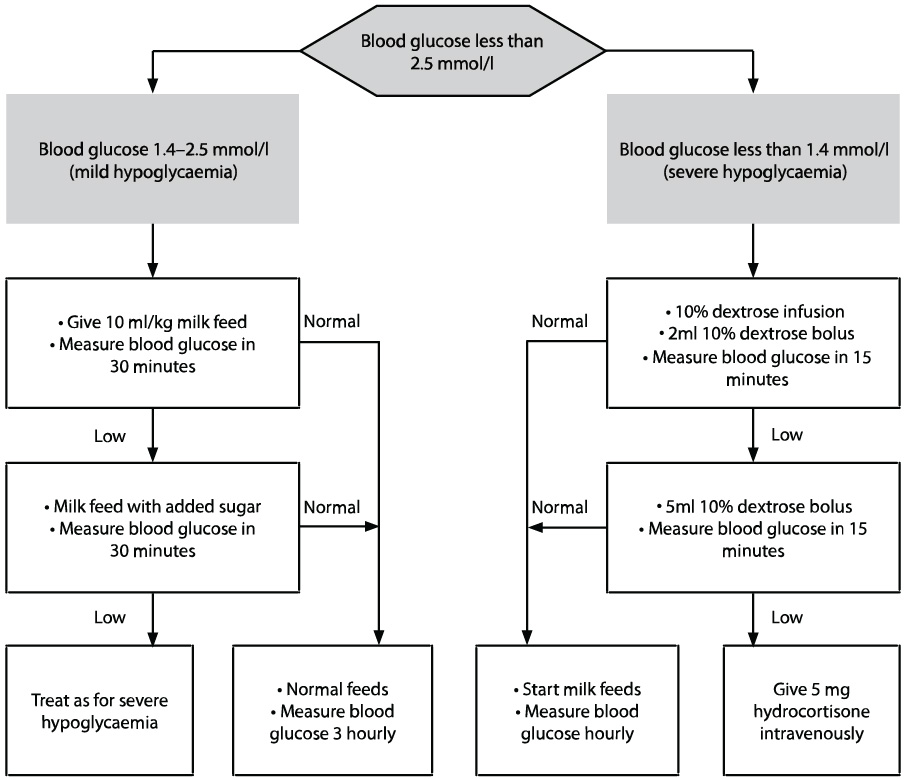 Blood glucose less than
2.5 mmol/l
Blood glucose 1.4–2.5 mmol/l
(mild hypoglycaemia)
Blood glucose less than 1.4 mmol/l
(severe hypoglycaemia)
• Give 10 ml/kg milk feed
• Measure blood glucose in
30 minutes
Normal
Normal
• 10% dextrose infusion
• 2ml 10% dextrose bolus
• Measure blood glucose in 15
minutes
Low
Low
• Milk feed with added sugar
• Measure blood glucose in
30 minutes
Normal
Normal
• 5ml 10% dextrose bolus
• Measure blood glucose in 15
minutes
Low
Low
Treat as for severe
hypoglycaemia
• Normal feeds
• Measure blood
glucose 3 hourly
• Start milk feeds
• Measure blood
glucose hourly
Give 5 mg
hydrocortisone
intravenously